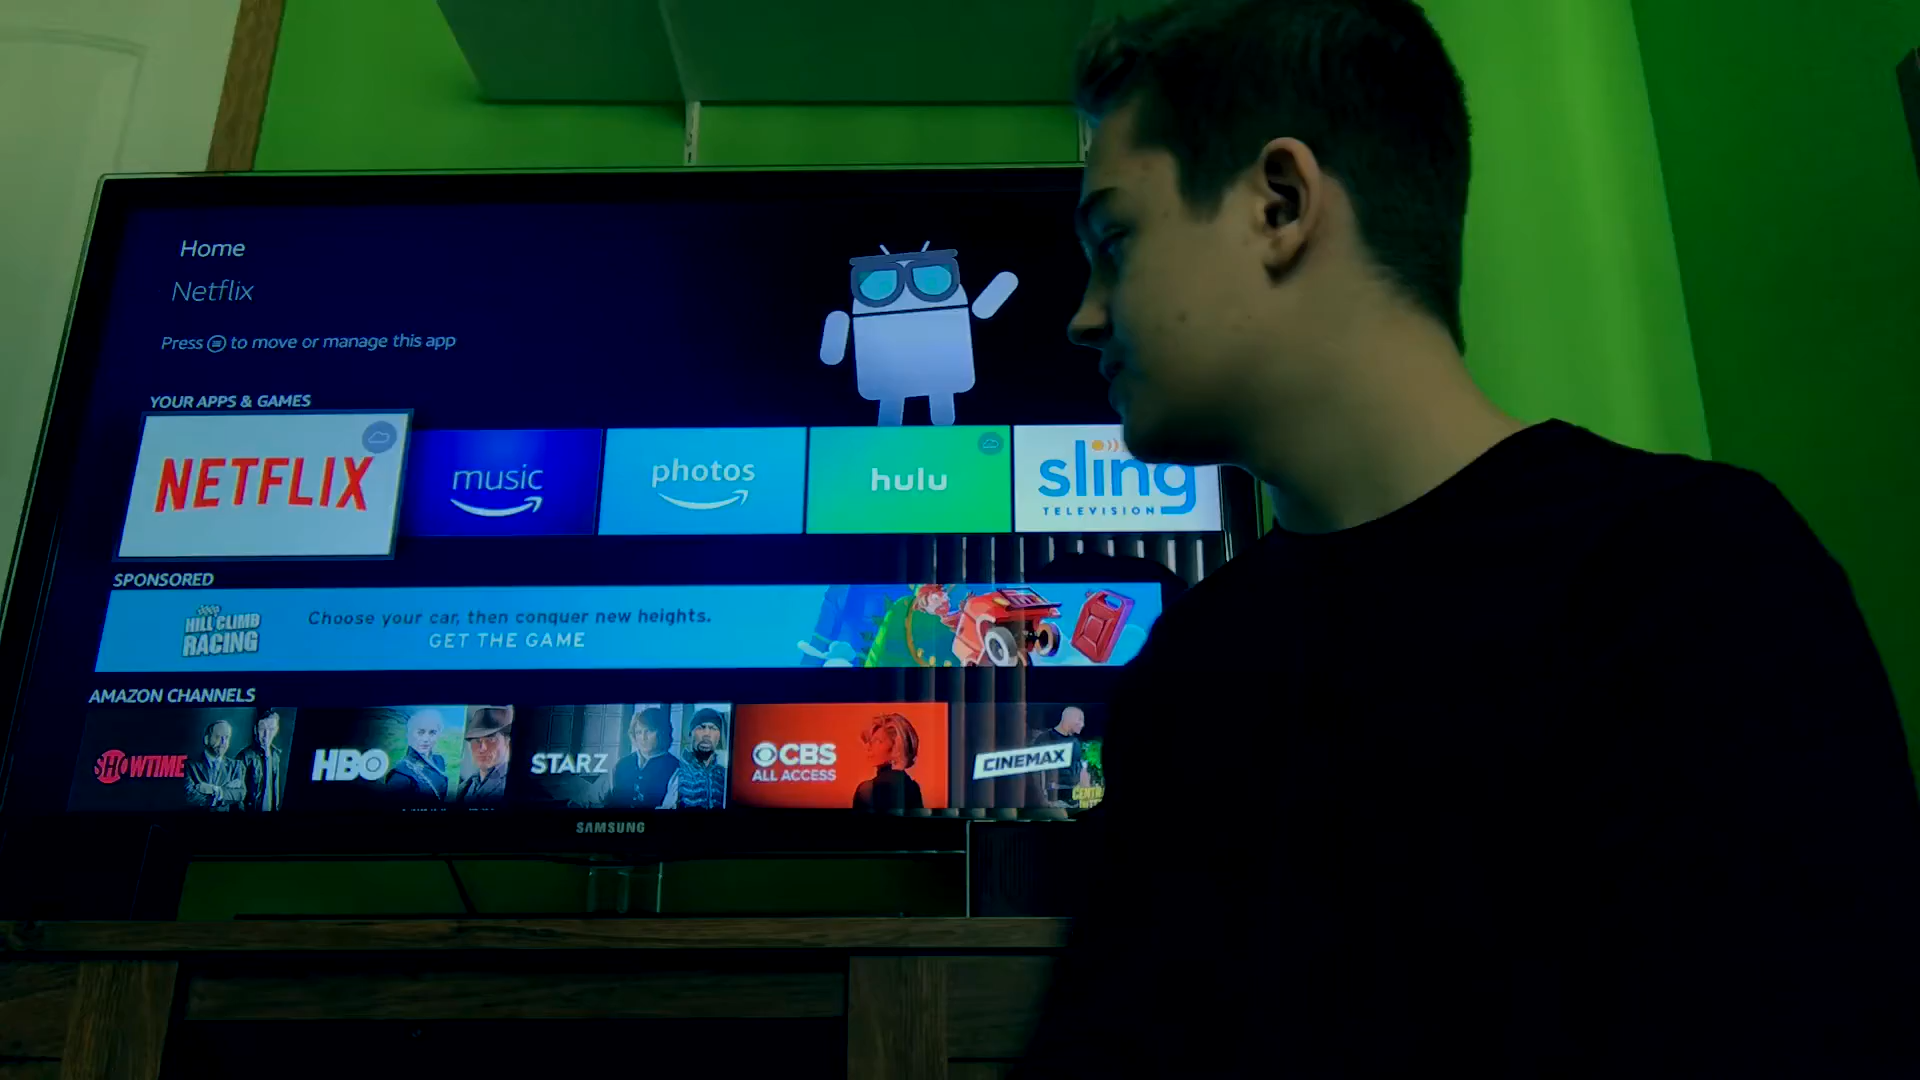 Home
Netflix
Press to move or manage this app
YOUR APPS & GAMES
NETFLIX
music
photos
hulu
sling
TELEVISION
SPONSORED
HILL CLIMB
RACING
Choose your car, then conquer new heights.
GET THE GAME
AMAZON CHANNELS
SHOWTIME
HBO
STARZ
CBS
ALL ACCESS
CINEMAX
SAMSUNG